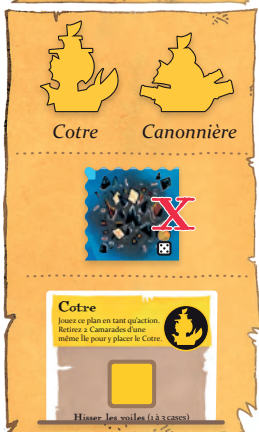 Cotre Canonnière
X
Cotre
Jouez ce plan en tant qu'action.
Retirez 2 Camarades d'une
même Île pour y placer le Cotre.
Hisser les voiles (1 à 3 cases)